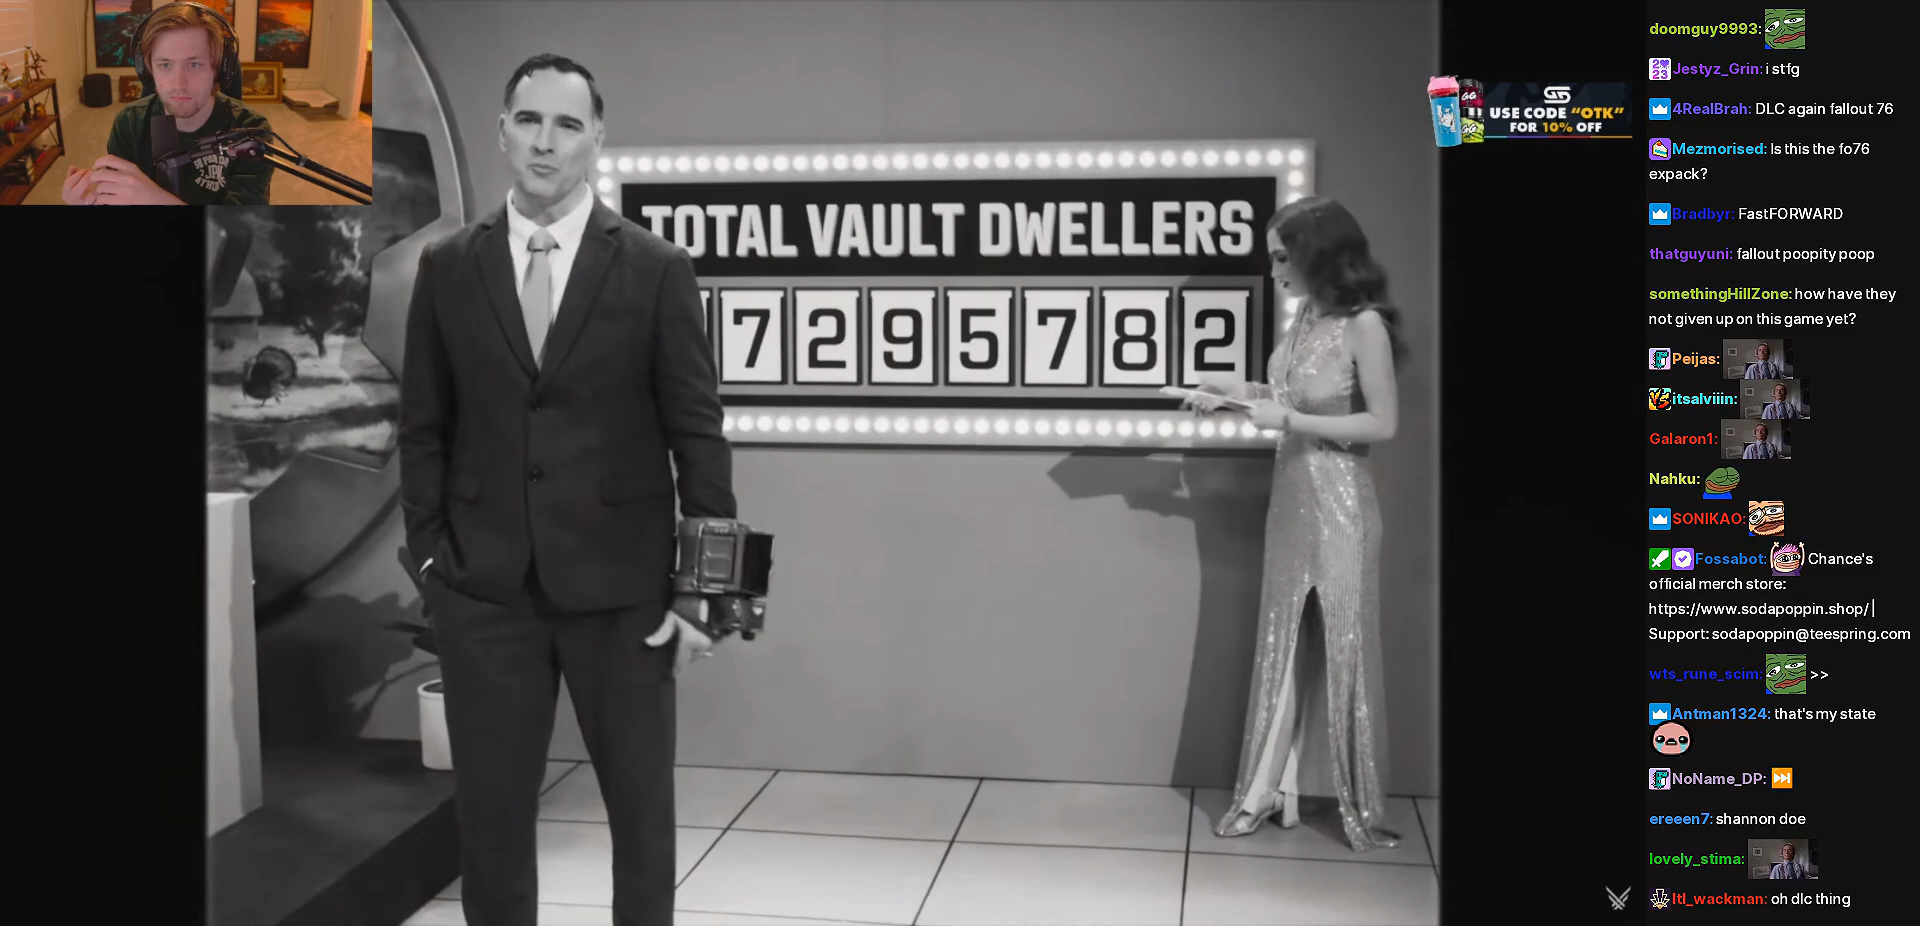 TOTAL VAULT DWELLERS
7295782
USE CODE "OTK"
FOR 10% OFF
GG
GG
doomguy9993:
Jestyz_Grin: i stfg
4RealBrah: DLC again fallout 76
Mezmorised: Is this the fo76
expack?
Bradbyr: FastFORWARD
thatguyuni: fallout poopity poop
somethingHillZone: how have they
not given up on this game yet?
Peijas:
itsalviiin:
Galaron1:
Nahku:
SONIKAO:
Fossabot: Chance's
official merch store:
https://www.sodapoppin.shop/ |
Support: sodapoppin@teespring.com
wts_rune_scim: >>
Antman1324: that's my state
NoName_DP:
ereeen7: shannon doe
lovely_stima:
ltl_wackman: oh dlc thing